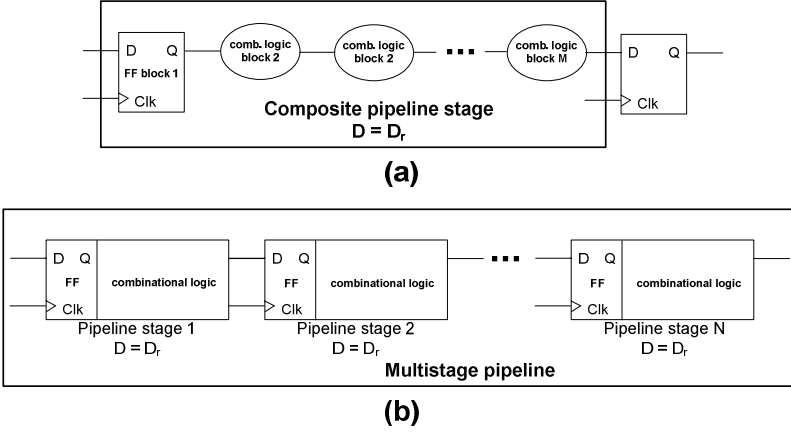 D Q
FF block 1
Clk
comb. logic
block 2
comb. logic
block 2
comb. logic
block M
D Q
Clk
Composite pipeline stage
D = Dr
(a)
D Q
FF
Clk
combinational logic
D Q
FF
Clk
combinational logic
D Q
FF
Clk
combinational logic
Pipeline stage 1
D = Dr
Pipeline stage 2
D = Dr
Pipeline stage N
D = Dr
Multistage pipeline
(b)